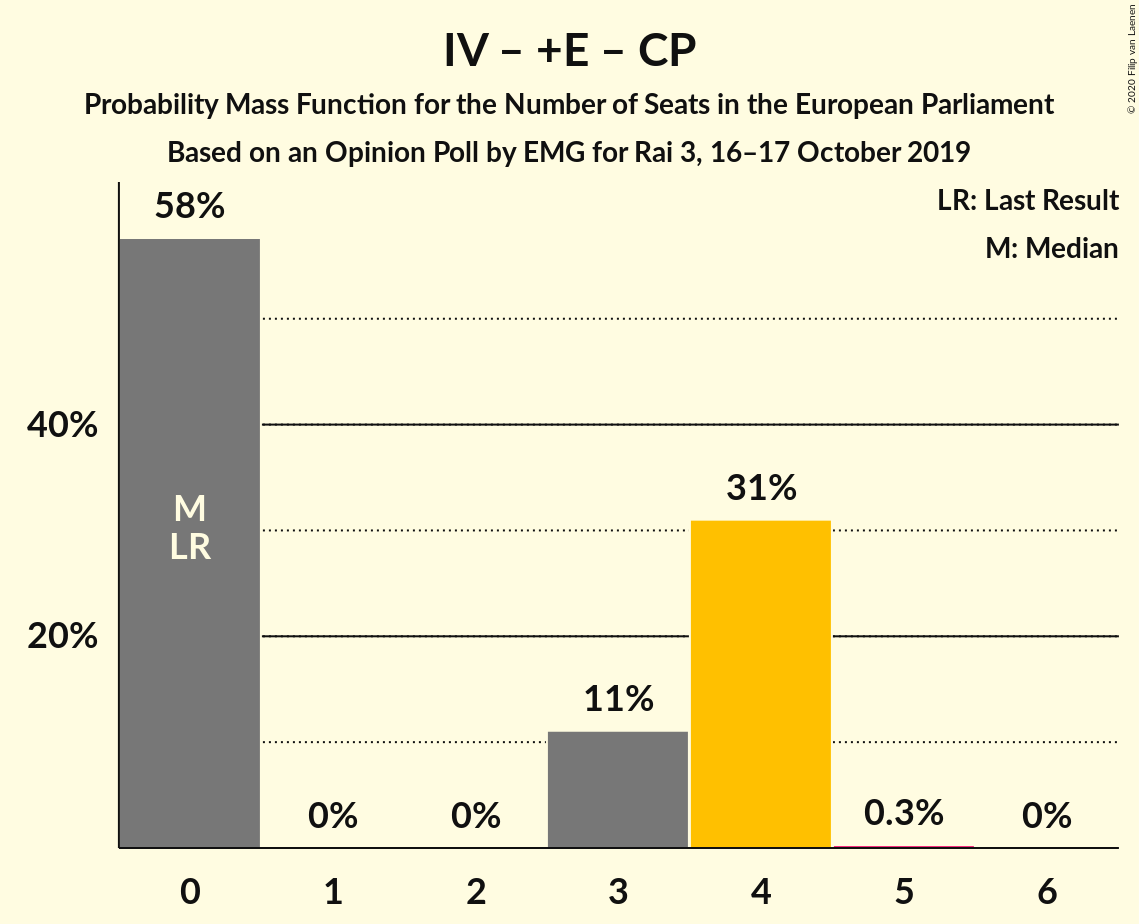 IV – +E – CP
Probability Mass Function for the Number of Seats in the European Parliament
Based on an Opinion Poll by EMG for Rai 3, 16–17 October 2019
© 2020 Filip van Laenen
LR: Last Result
M: Median
58%
40%
31%
M
LR
20%
11%
0%
0%
0.3%
0%
0
1
2
3
4
5
6